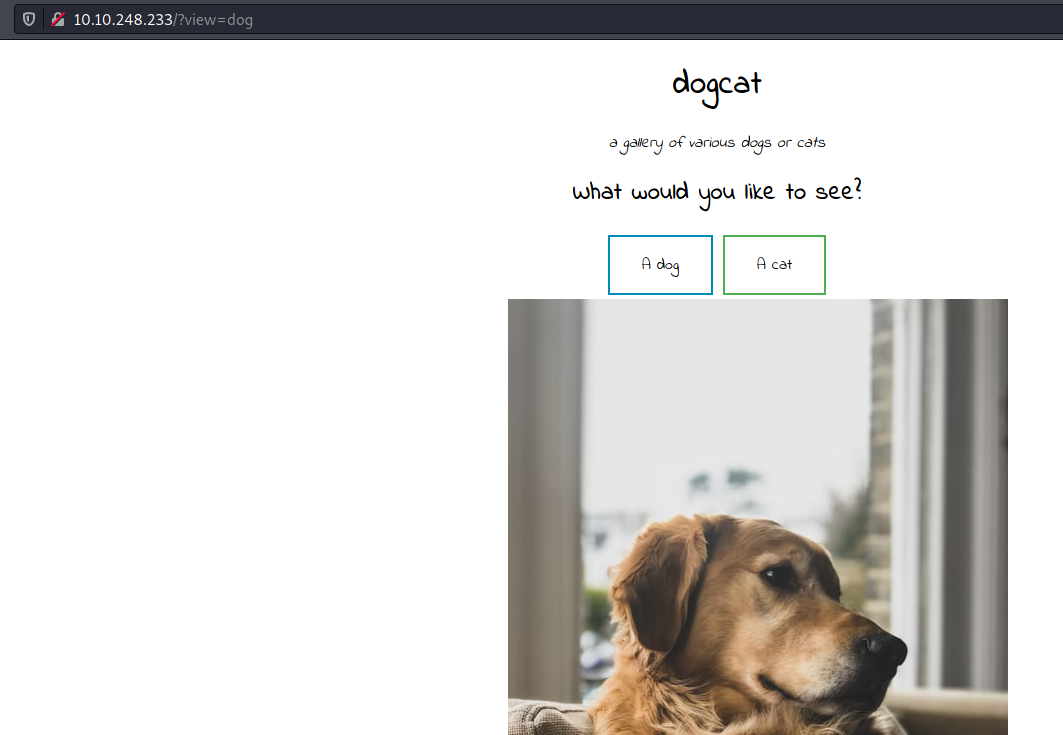 10.10.248.233/?view=dog
dogcat
a gallery of various dogs or cats
What would you like to see?
A dog
A cat